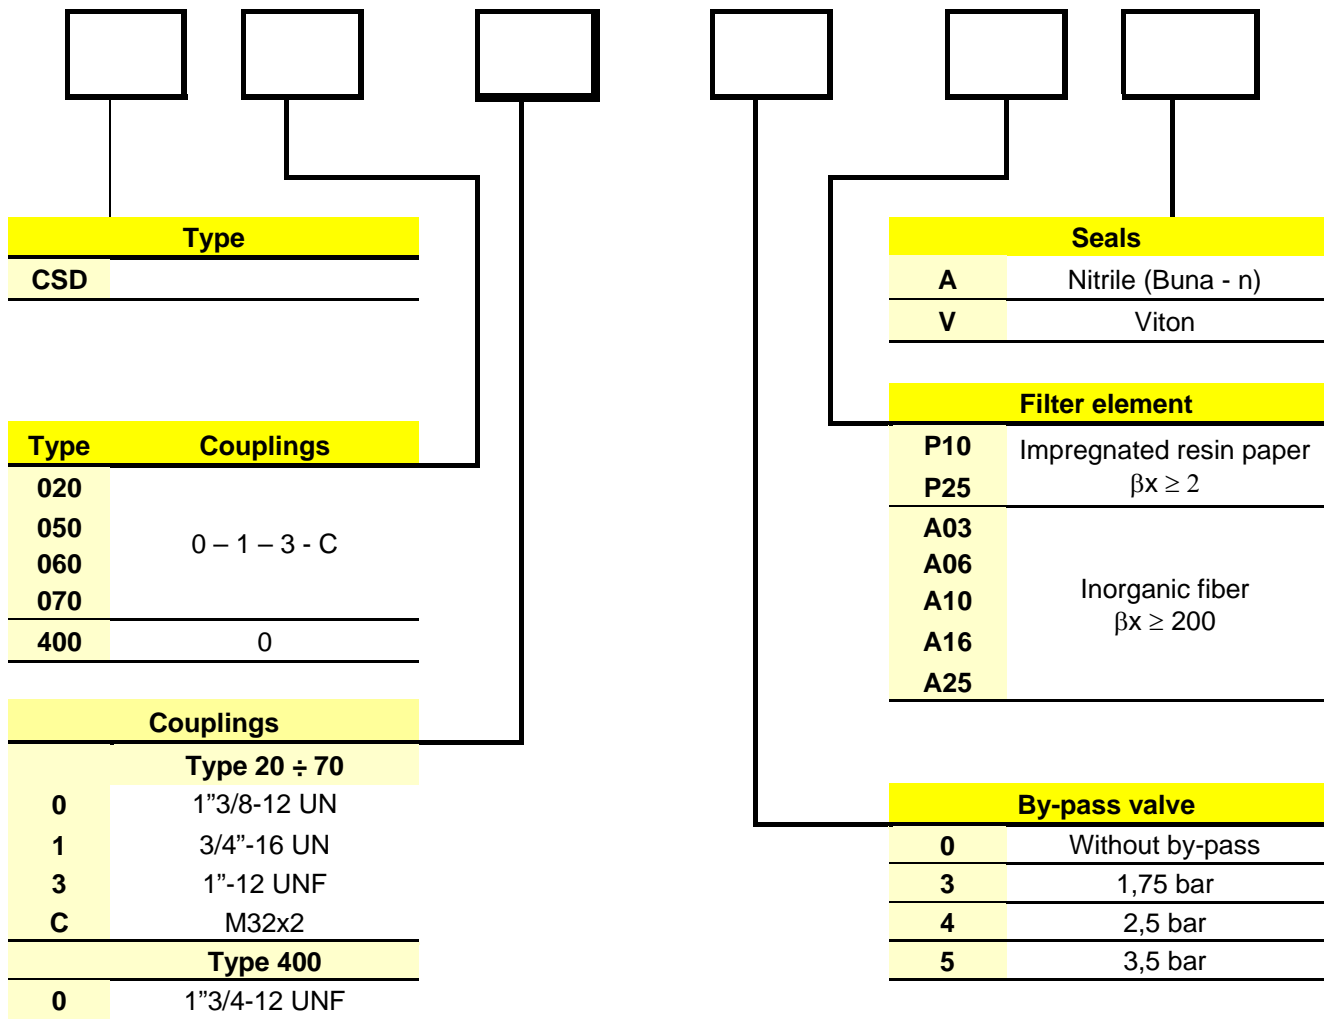 Type
CSD
Type Couplings
020
050
060
070
0 – 1 – 3 - C
400 0
Couplings
Type 20 ÷ 70
0 1”3/8-12 UN
1 3/4”-16 UN
3 1”-12 UNF
C M32x2
Type 400
0 1”3/4-12 UNF
Seals
A Nitrile (Buna - n)
V Viton
Filter element
P10
P25
Impregnated resin paper
βx ≥ 2
A03
A06
A10
A16
A25
Inorganic fiber
βx ≥ 200
By-pass valve
0 Without by-pass
3 1,75 bar
4 2,5 bar
5 3,5 bar